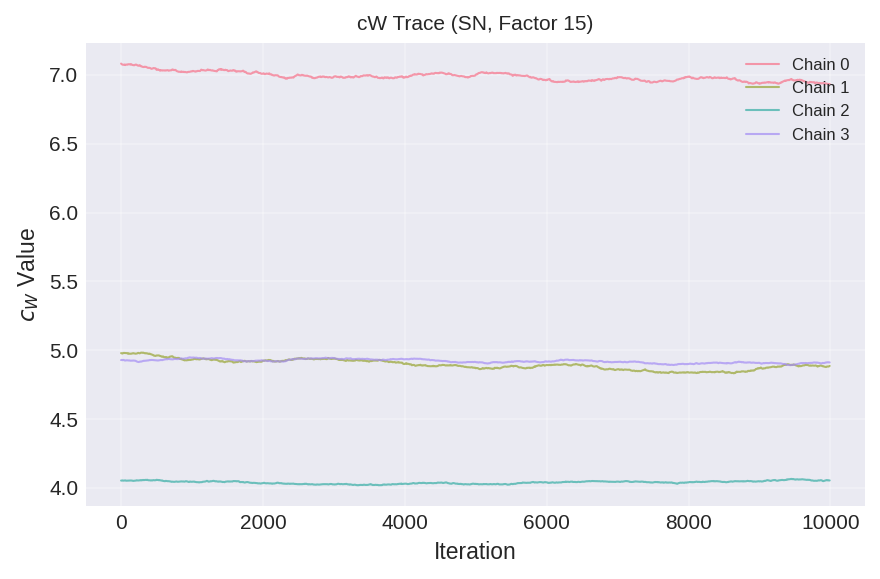 cW Trace (SN, Factor 15)
Chain 0
Chain 1
Chain 2
Chain 3
7.0
6.5
6.0
5.5
5.0
4.5
4.0
c_W Value
0 2000 4000 6000 8000 10000
Iteration